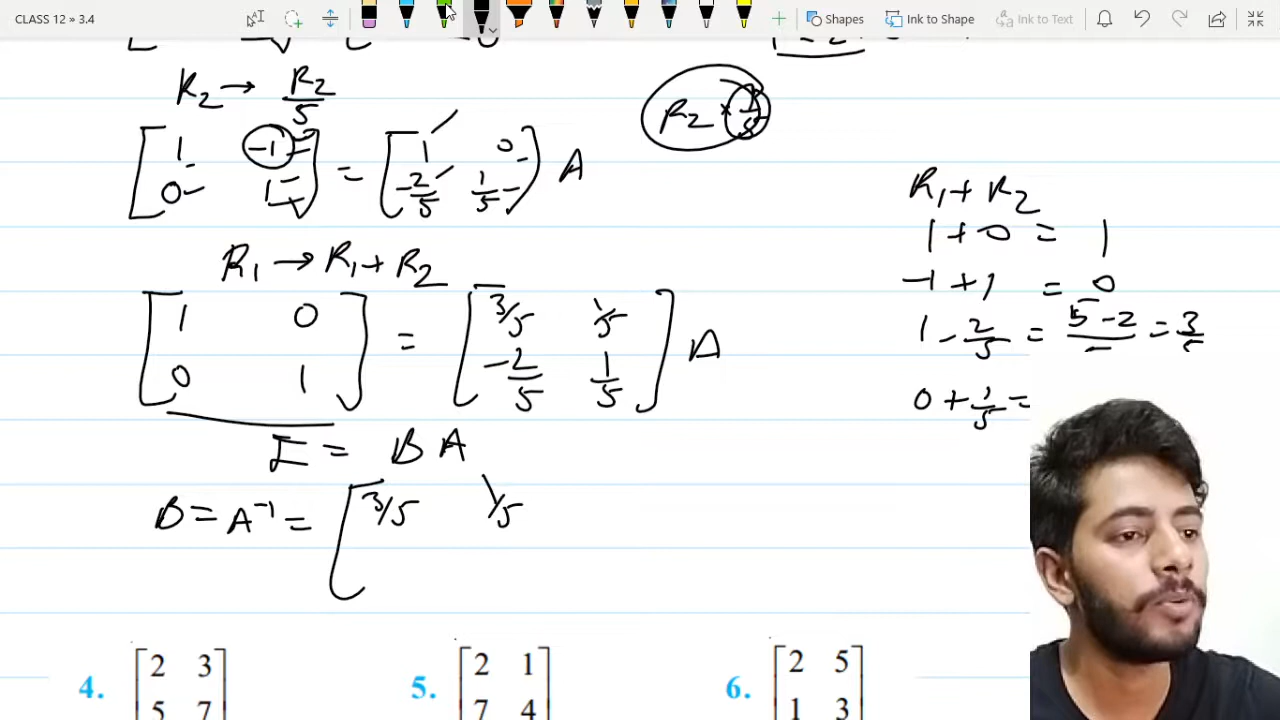 CLASS 12 » 3.4
Shapes
Ink to Shape
Ink to Text
R2 → R2/5
R2 ×
[1 -1
0 1] = [1 0
-2/5 1/5] A
R1 → R1 + R2
[1 0
0 1] = [3/5 1/5
-2/5 1/5] A
I = B A
B = A⁻¹ = [3/5 1/5
R1 + R2
1 + 0 = 1
-1 + 1 = 0
1 - 2/5 = 5 - 2 = 3
0 + 1/5 =
4. [2 3
5 7
5. [2 1
7 4
6. [2 5
1 3